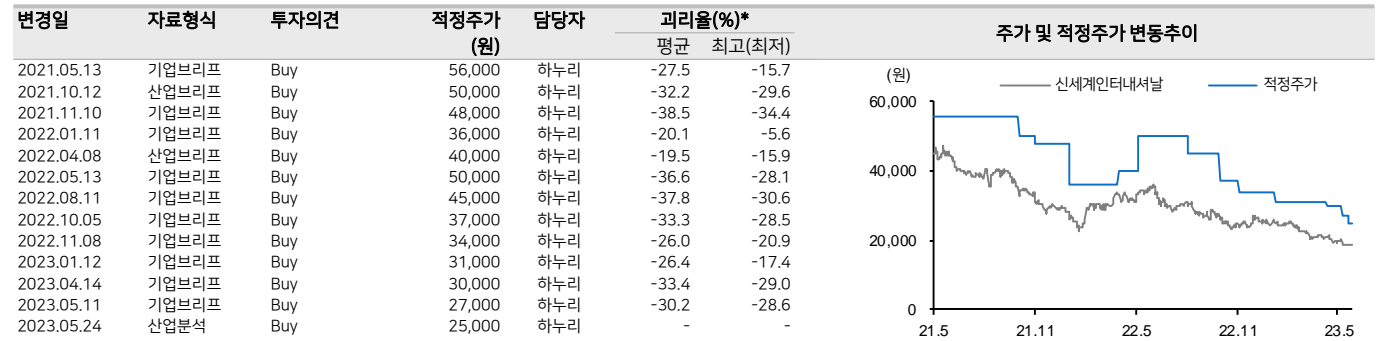 변경일 자료형식 투자의견 적정주가 담당자 괴리율(%)* 주가 및 적정주가 변동추이
(원) 평균 최고(최저)
2021.05.13 기업브리프 Buy 56,000 하누리 -27.5 -15.7
2021.10.12 산업브리프 Buy 50,000 하누리 -32.2 -29.6
2021.11.10 기업브리프 Buy 48,000 하누리 -38.5 -34.4
2022.01.11 기업브리프 Buy 36,000 하누리 -20.1 -5.6
2022.04.08 산업브리프 Buy 40,000 하누리 -19.5 -15.9
2022.05.13 기업브리프 Buy 50,000 하누리 -36.6 -28.1
2022.08.11 기업브리프 Buy 45,000 하누리 -37.8 -30.6
2022.10.05 기업브리프 Buy 37,000 하누리 -33.3 -28.5
2022.11.08 기업브리프 Buy 34,000 하누리 -26.0 -20.9
2023.01.12 기업브리프 Buy 31,000 하누리 -26.4 -17.4
2023.04.14 기업브리프 Buy 30,000 하누리 -33.4 -29.0
2023.05.11 기업브리프 Buy 27,000 하누리 -30.2 -28.6
2023.05.24 산업분석 Buy 25,000 하누리 - -
(원)
신세계인터내셔날 적정주가
60,000
40,000
20,000
0
21.5 21.11 22.5 22.11 23.5